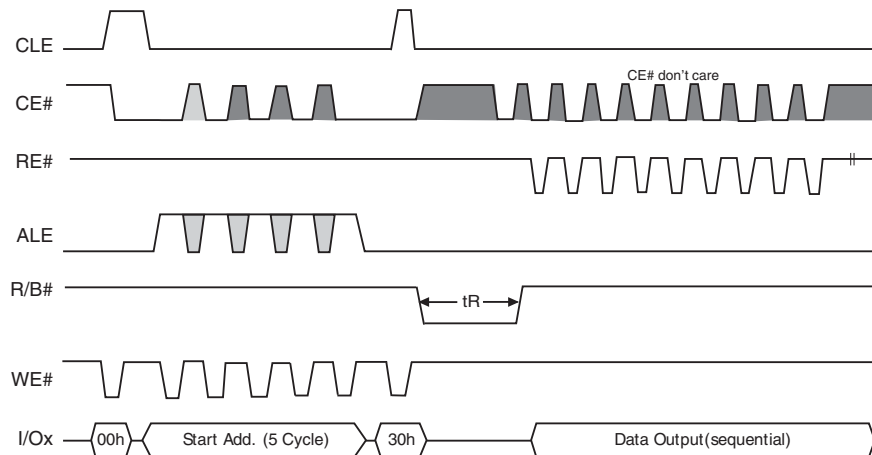 CLE
CE# don't care
CE#
RE#
ALE
R/B#
tR
WE#
I/Ox 00h Start Add. (5 Cycle) 30h Data Output(sequential)